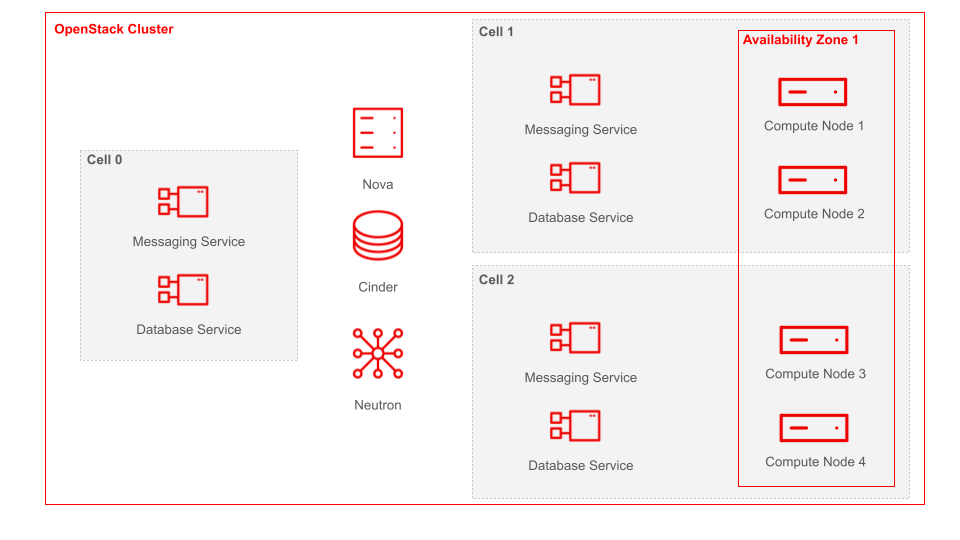 OpenStack Cluster
Cell 0
Messaging Service
Database Service
Nova
Cinder
Neutron
Cell 1
Messaging Service
Database Service
Availability Zone 1
Compute Node 1
Compute Node 2
Cell 2
Messaging Service
Database Service
Compute Node 3
Compute Node 4